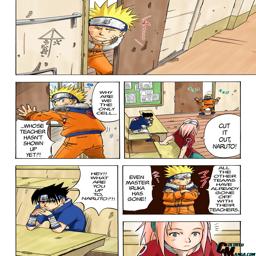 WHY
ARE
WE
THE
ONLY
CELL...
...WHOSE
TEACHER
HASN'T
SHOWN
UP
YET?!
CUT
IT
OUT,
NARUTO!
HEY!!
WHAT
ARE
YOU
UP
TO,
NARUTO?!
EVEN
MASTER
IRUKA
HAS
GONE!
ALL
THE
OTHER
TEAMS
HAVE
ALREADY
GONE
OFF
WITH
THEIR
TEACHERS.